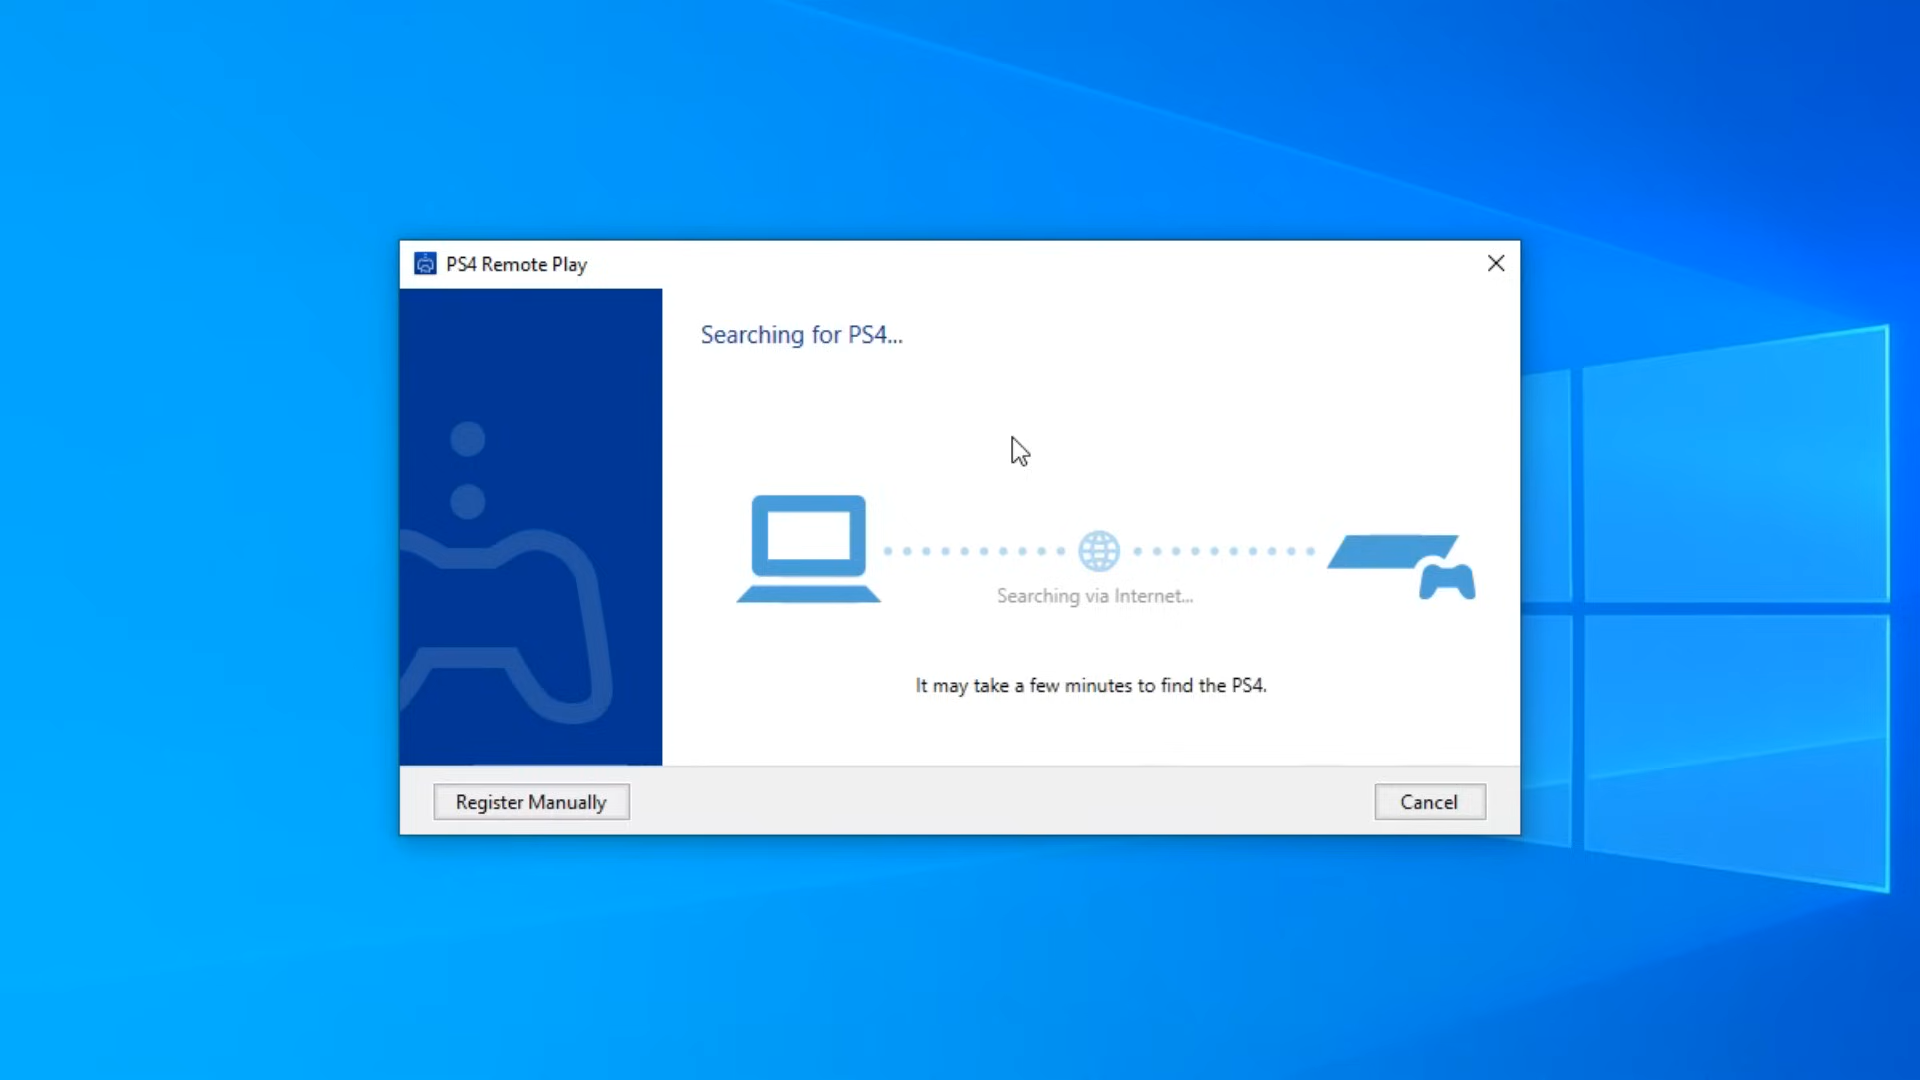 PS4 Remote Play
Searching for PS4...
Searching via Internet...
It may take a few minutes to find the PS4.
Register Manually
Cancel